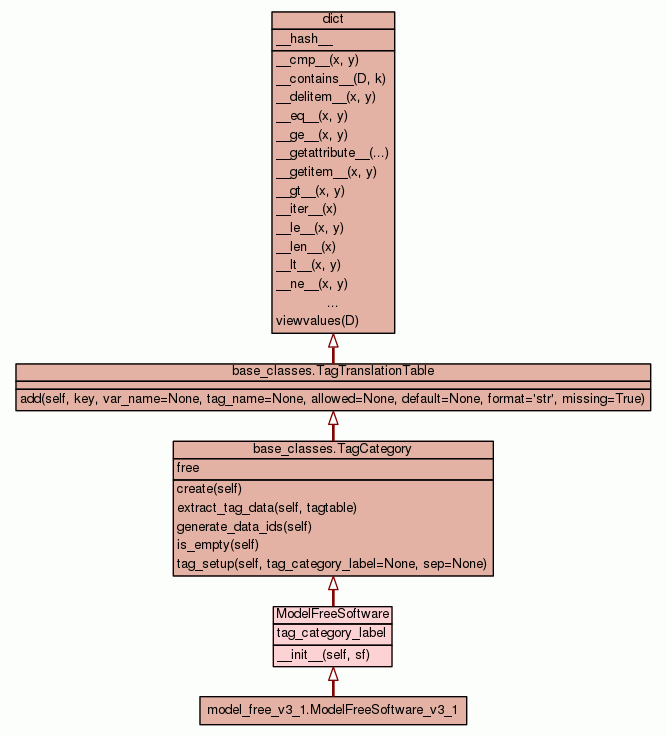 dict
__hash__
__cmp__(x, y)
__contains__(D, k)
__delitem__(x, y)
__eq__(x, y)
__ge__(x, y)
__getattribute__(...)
__getitem__(x, y)
__gt__(x, y)
__iter__(x)
__le__(x, y)
__len__(x)
__lt__(x, y)
__ne__(x, y)
...
viewvalues(D)
base_classes.TagTranslationTable
add(self, key, var_name=None, tag_name=None, allowed=None, default=None, format='str', missing=True)
base_classes.TagCategory
free
create(self)
extract_tag_data(self, tagtable)
generate_data_ids(self)
is_empty(self)
tag_setup(self, tag_category_label=None, sep=None)
ModelFreeSoftware
tag_category_label
__init__(self, sf)
model_free_v3_1.ModelFreeSoftware_v3_1